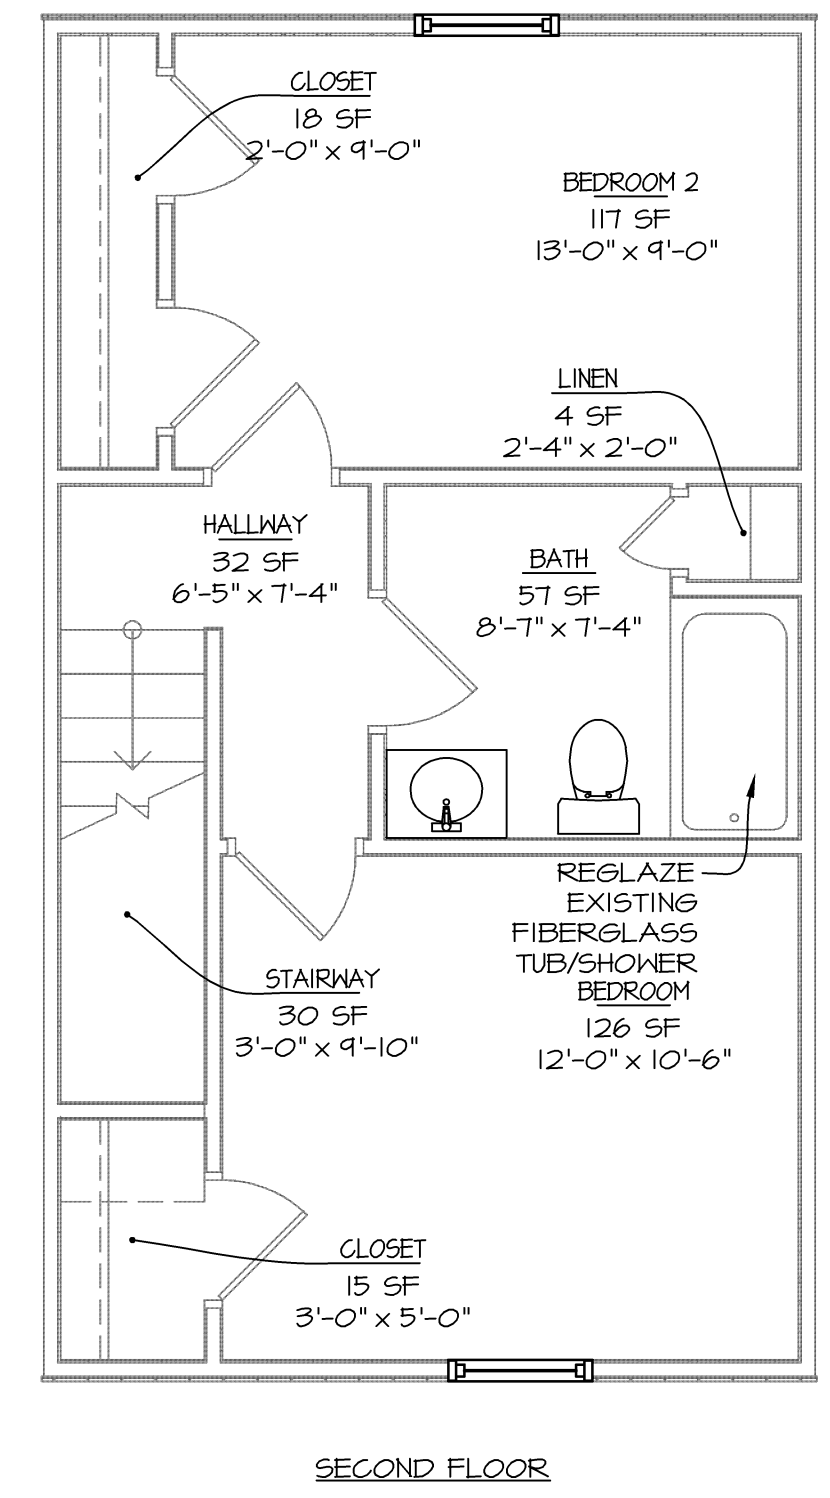 CLOSET
18 SF
2'-0" x 9'-0"
BEDROOM 2
117 SF
13'-0" x 9'-0"
LINEN
4 SF
2'-4" x 2'-0"
HALLWAY
32 SF
6'-5" x 7'-4"
BATH
57 SF
8'-7" x 7'-4"
REGLAZE
EXISTING
FIBERGLASS
TUB/SHOWER
BEDROOM
126 SF
12'-0" x 10'-6"
STAIRWAY
30 SF
3'-0" x 9'-10"
CLOSET
15 SF
3'-0" x 5'-0"
SECOND FLOOR